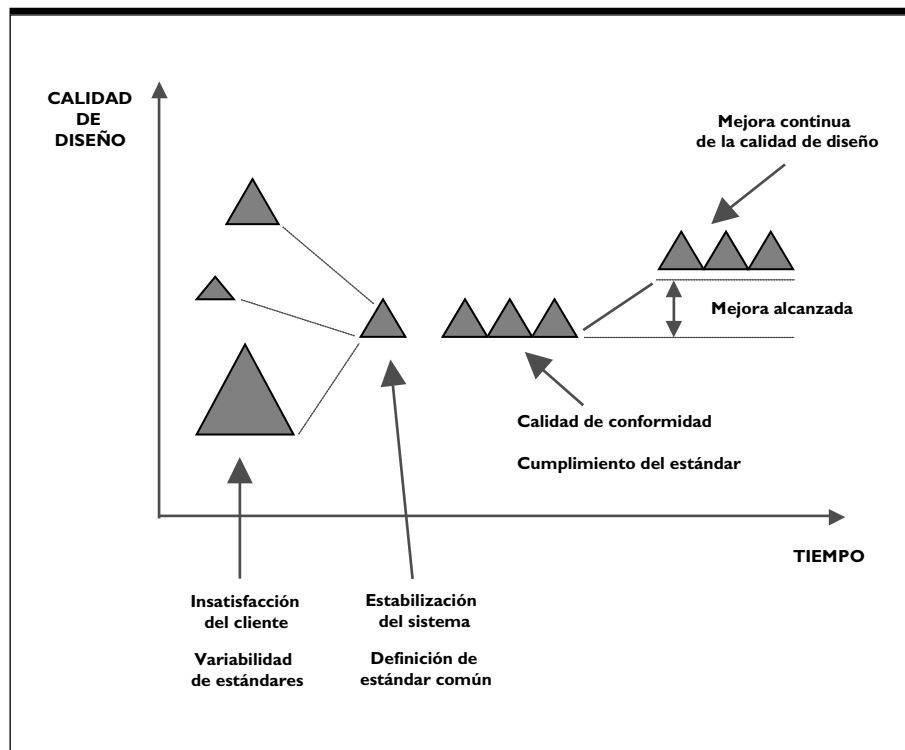 CALIDAD
DE
DISEÑO
Mejora continua
de la calidad de diseño
Mejora alcanzada
Calidad de conformidad
Cumplimiento del estándar
TIEMPO
Insatisfacción
del cliente
Variabilidad
de estándares
Estabilización
del sistema
Definición de
estándar común